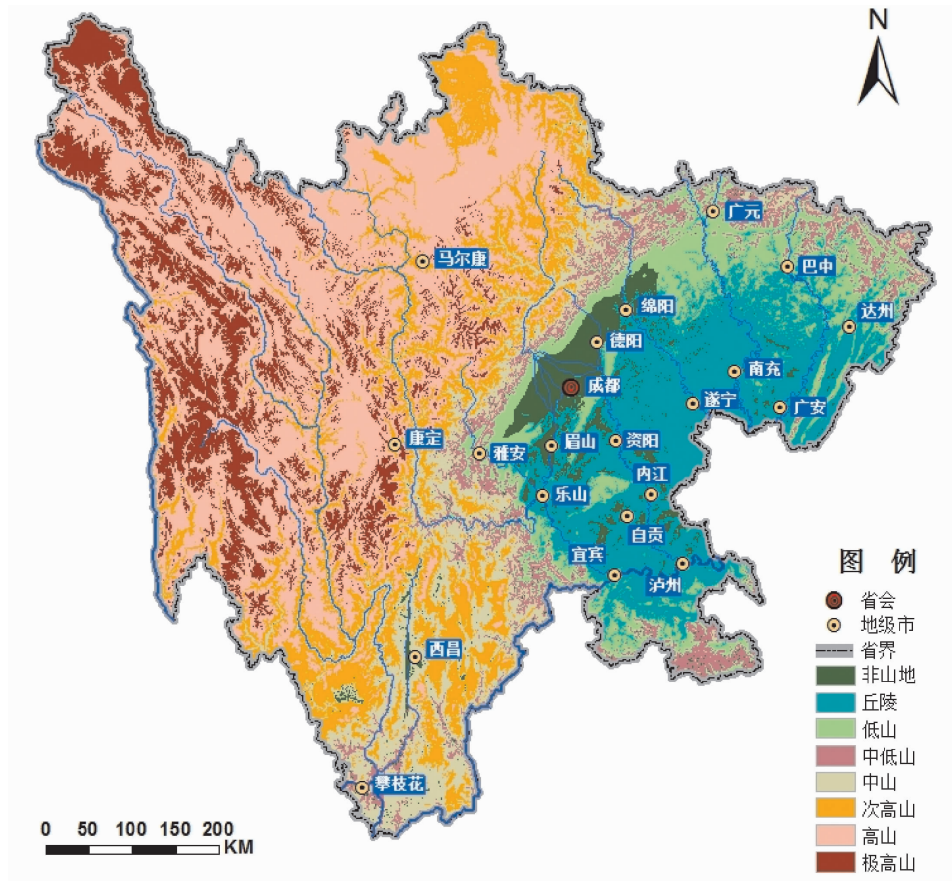 N
广元
马尔康
巴中
绵阳
达州
德阳
南充
成都
遂宁
广安
康定
雅安
眉山
资阳
内江
乐山
自贡
宜宾
泸州
西昌
攀枝花
图 例
省会
地级市
省界
非山地
丘陵
低山
中低山
中山
次高山
高山
极高山
0 50 100 150 200
KM